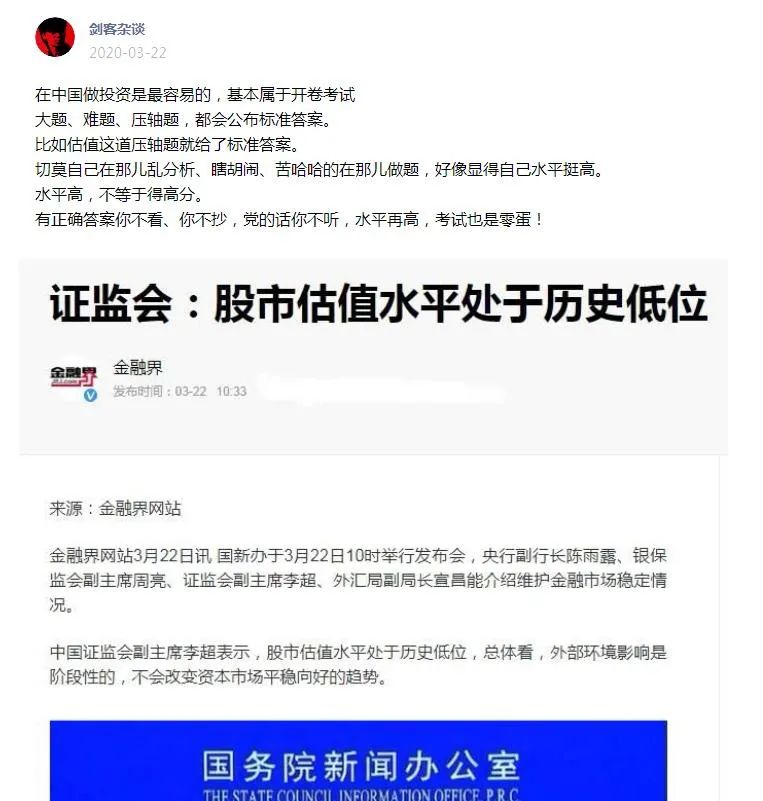 剑客杂谈
2020-03-22
在中国做投资是最容易的，基本属于开卷考试
大题、难题、压轴题，都会公布标准答案。
比如估值这道压轴题就给了标准答案。
切莫自己在那儿乱分析、瞎胡闹、苦哈哈的在那儿做题，好像显得自己水平挺高。
水平高，不等于得高分。
有正确答案你不看、你不抄，党的话你不听，水平再高，考试也是零蛋！
证监会：股市估值水平处于历史低位
金融界
金融界
发布时间：03-22 10:33
来源：金融界网站
金融界网站3月22日讯 国新办于3月22日10时举行发布会，央行副行长陈雨露、银保
监会副主席周亮、证监会副主席李超、外汇局副局长宣昌能介绍维护金融市场稳定情
况。
中国证监会副主席李超表示，股市估值水平处于历史低位，总体看，外部环境影响是
阶段性的，不会改变资本市场平稳向好的趋势。
国务院新闻办公室
THE STATE COUNCIL INFORMATION OFFICE, P.R.C.